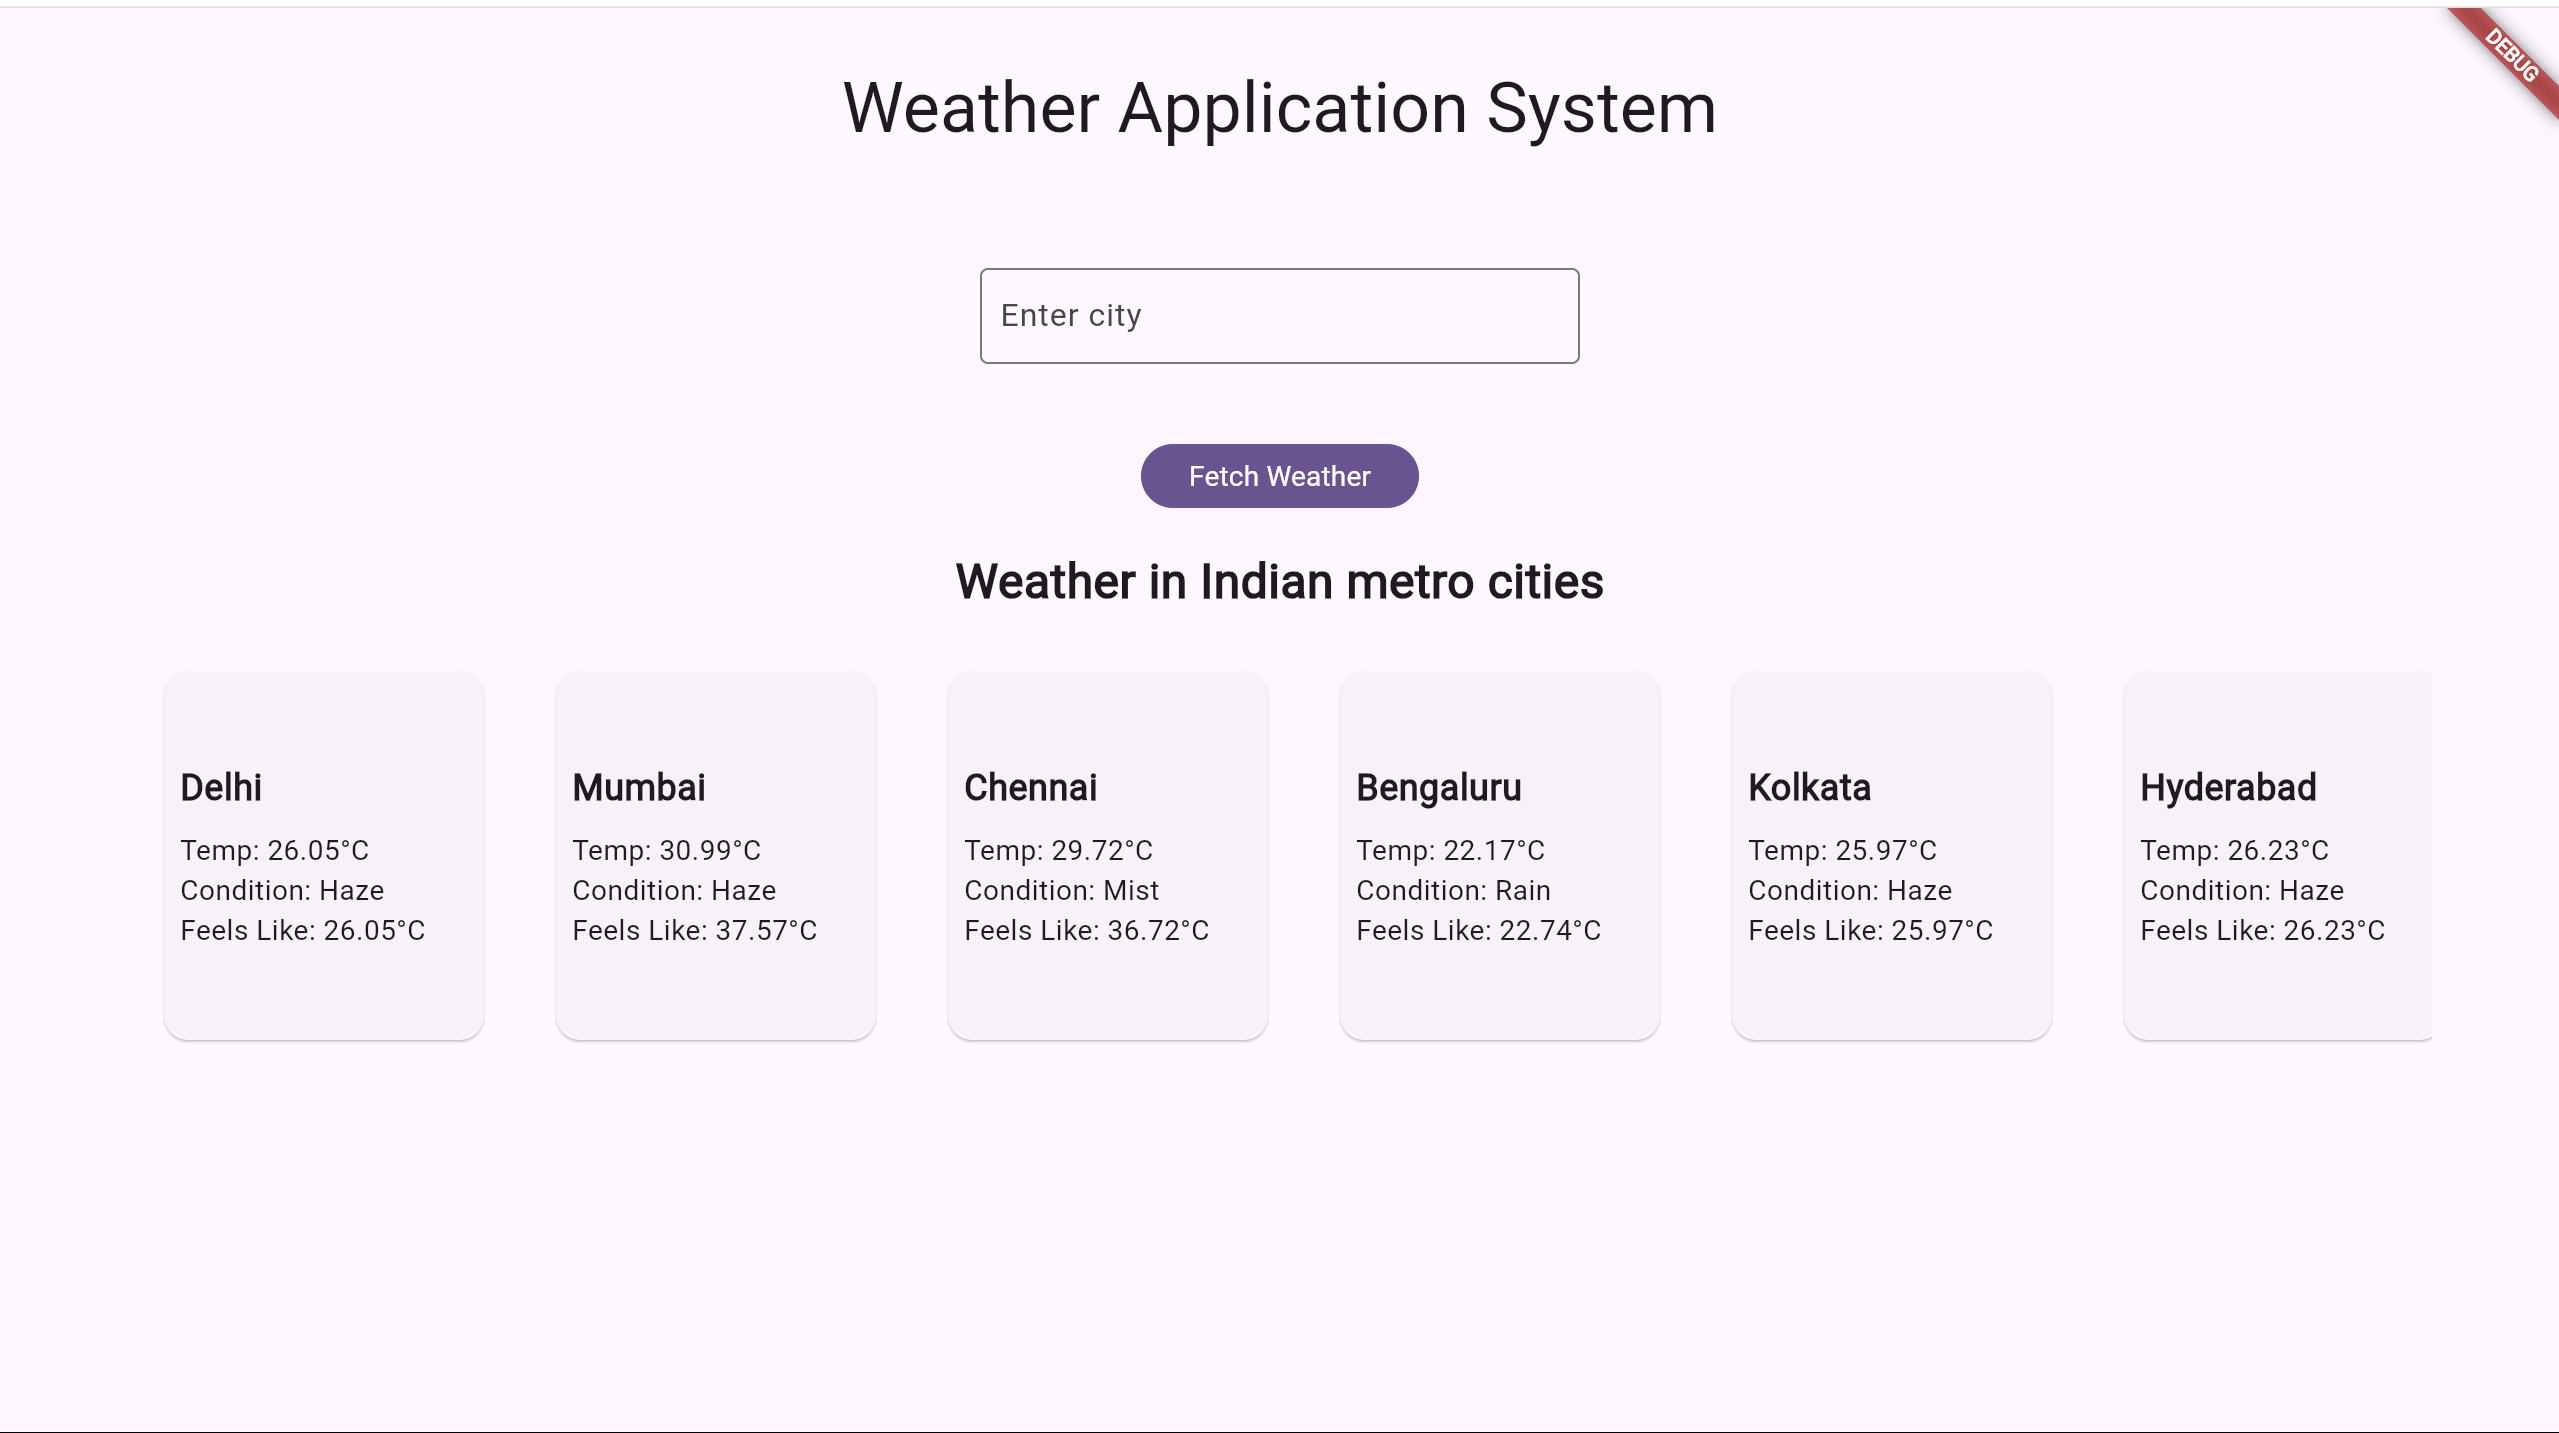 DEBUG
Weather Application System
Enter city
Fetch Weather
Weather in Indian metro cities
Delhi
Temp: 26.05°C
Condition: Haze
Feels Like: 26.05°C
Mumbai
Temp: 30.99°C
Condition: Haze
Feels Like: 37.57°C
Chennai
Temp: 29.72°C
Condition: Mist
Feels Like: 36.72°C
Bengaluru
Temp: 22.17°C
Condition: Rain
Feels Like: 22.74°C
Kolkata
Temp: 25.97°C
Condition: Haze
Feels Like: 25.97°C
Hyderabad
Temp: 26.23°C
Condition: Haze
Feels Like: 26.23°C